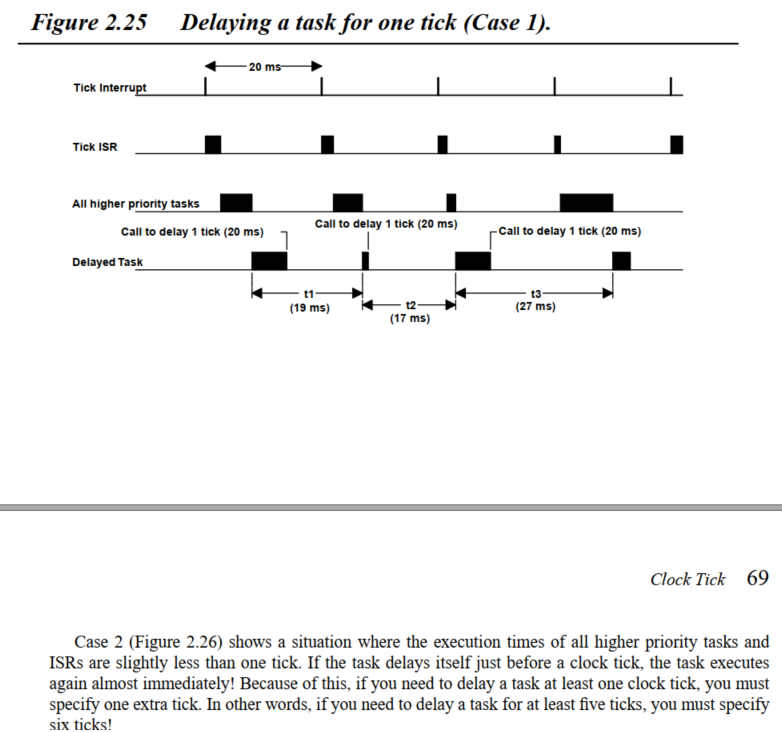 Figure 2.25 Delaying a task for one tick (Case 1).
20 ms
Tick Interrupt
Tick ISR
All higher priority tasks
Call to delay 1 tick (20 ms)
Call to delay 1 tick (20 ms)
Call to delay 1 tick (20 ms)
Delayed Task
t1
(19 ms)
t2
(17 ms)
t3
(27 ms)
Clock Tick 69
Case 2 (Figure 2.26) shows a situation where the execution times of all higher priority tasks and
ISRs are slightly less than one tick. If the task delays itself just before a clock tick, the task executes
again almost immediately! Because of this, if you need to delay a task at least one clock tick, you must
specify one extra tick. In other words, if you need to delay a task for at least five ticks, you must specify
six ticks!